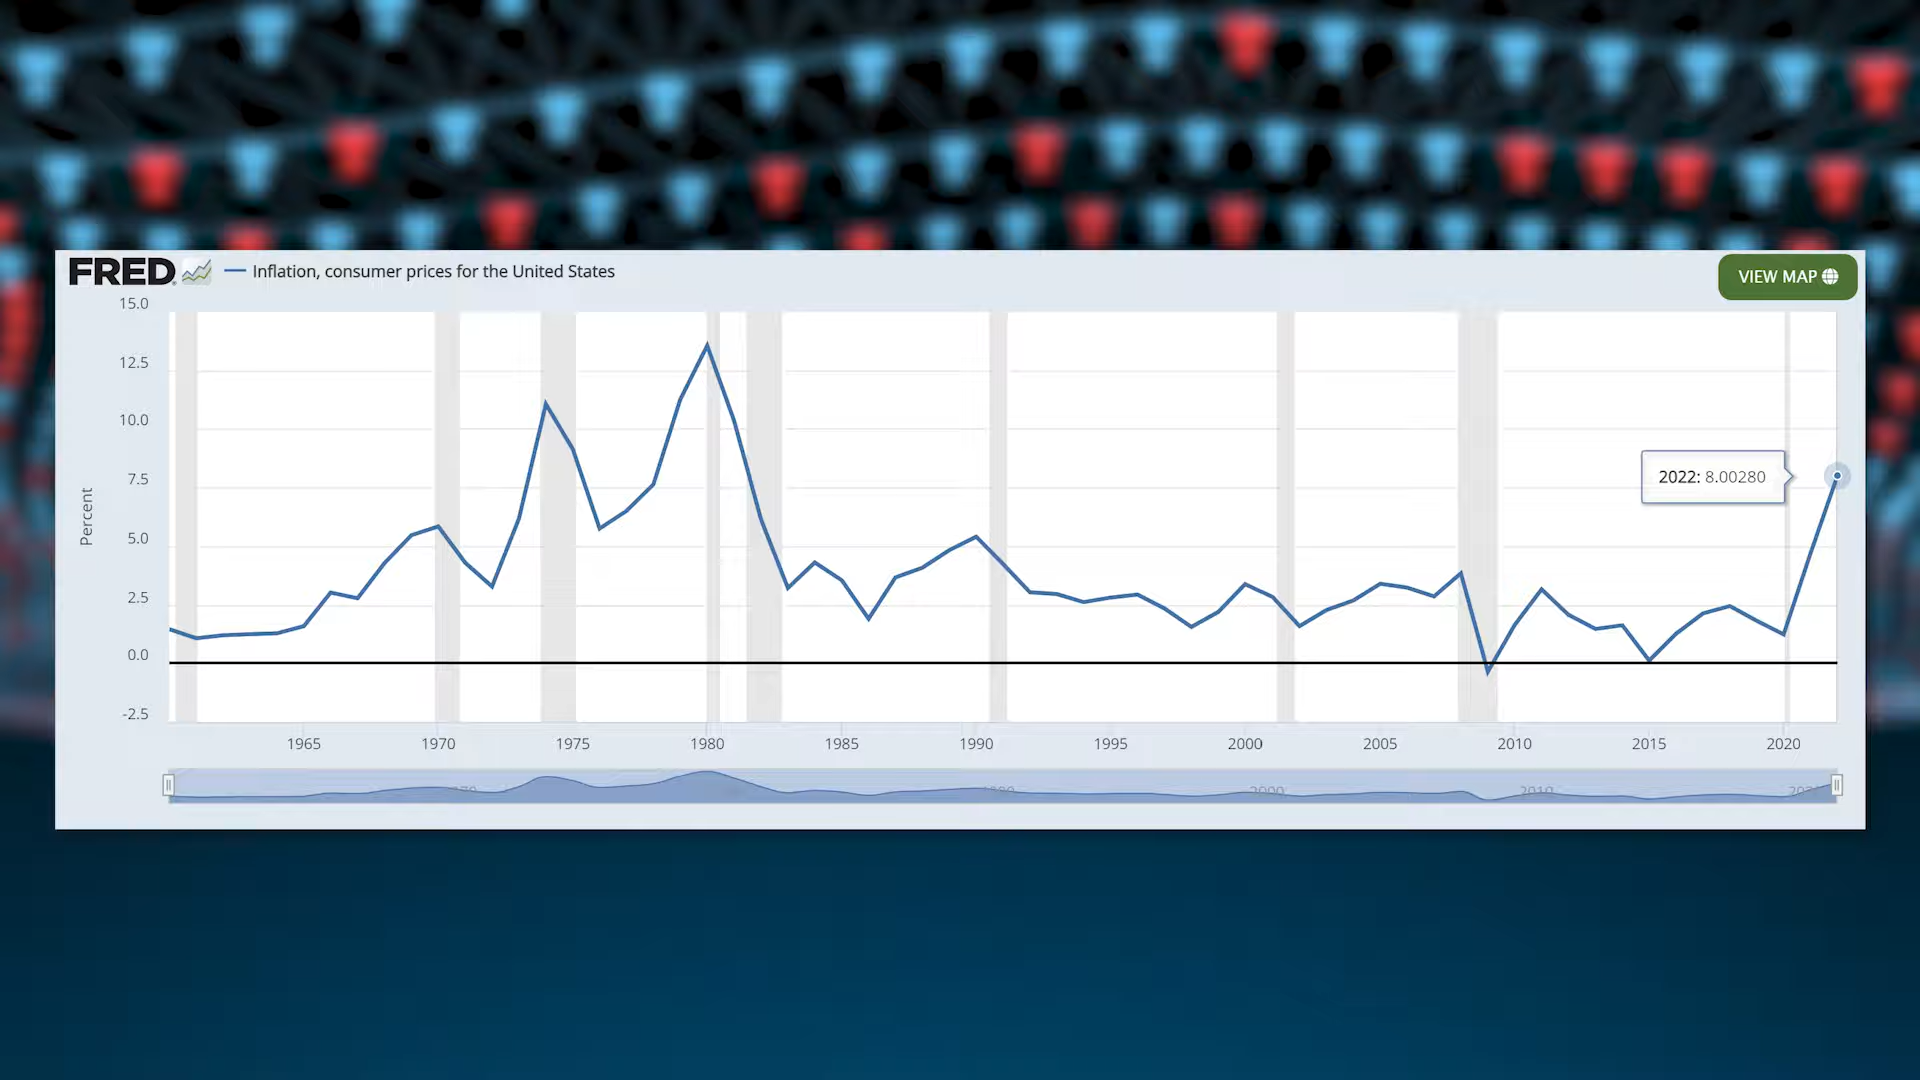 FRED
Inflation, consumer prices for the United States
VIEW MAP
15.0
12.5
10.0
7.5
5.0
2.5
0.0
-2.5
Percent
2022: 8.00280
1965 1970 1975 1980 1985 1990 1995 2000 2005 2010 2015 2020
2000
2010